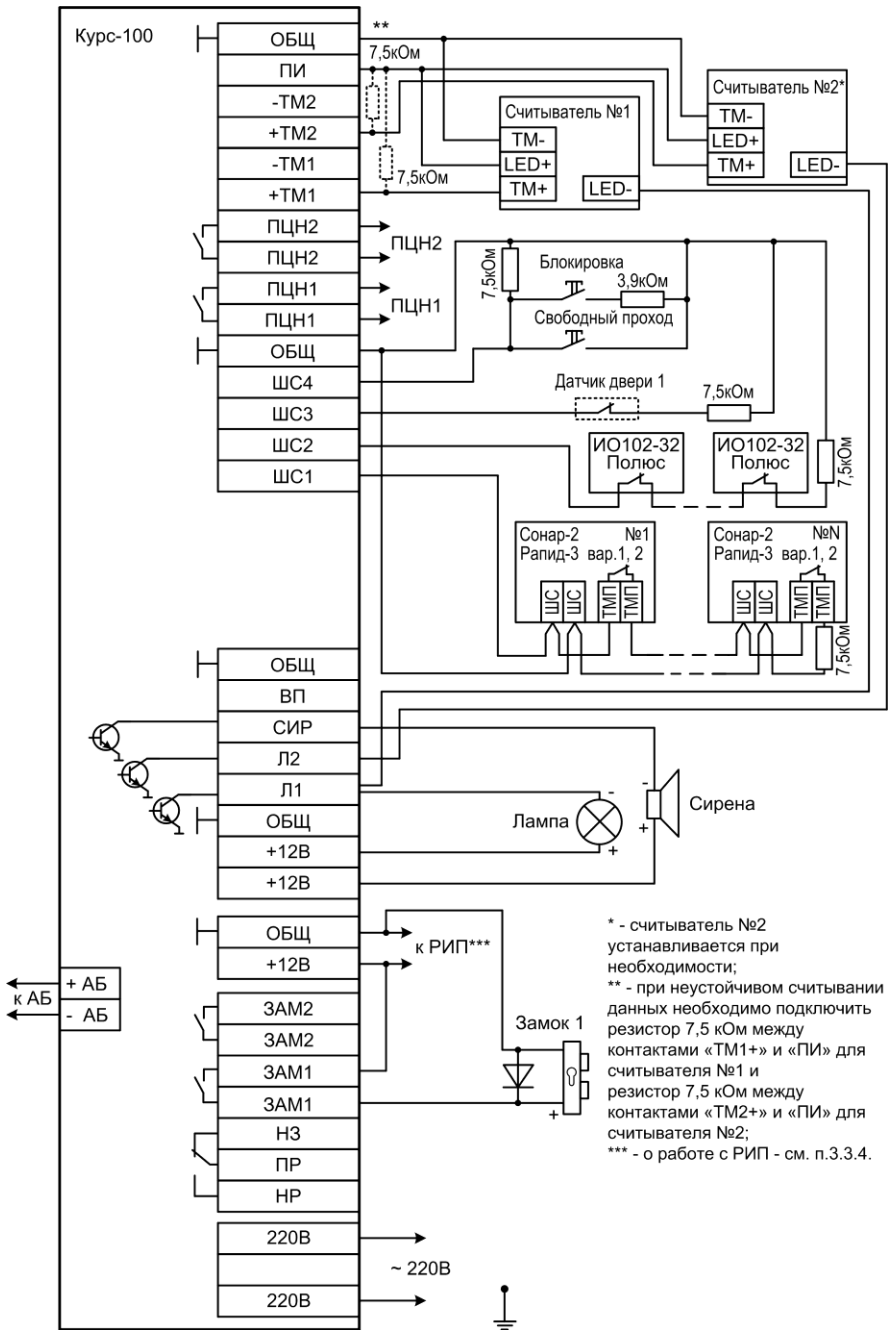 Курс-100
ОБЩ
ПИ
-ТМ2
+ТМ2
-ТМ1
+ТМ1
ПЦН2
ПЦН2
ПЦН1
ПЦН1
ОБЩ
ШС4
ШС3
ШС2
ШС1
**
7,5кОм
7,5кОм
Считыватель №1
ТМ-
LED+
ТМ+
LED-
Считыватель №2*
ТМ-
LED+
ТМ+
LED-
ПЦН2
ПЦН1
7,5кОм
Блокировка
3,9кОм
Свободный проход
Датчик двери 1
7,5кОм
ИО102-32
Полюс
ИО102-32
Полюс
7,5кОм
Сонар-2 №1
Рапид-3 вар.1, 2
ШС
ШС
ТМП
ТМП
Сонар-2 №N
Рапид-3 вар.1, 2
ШС
ШС
ТМП
ТМП
7,5кОм
ОБЩ
ВП
СИР
Л2
Л1
ОБЩ
+12В
+12В
Лампа
-
+
Сирена
-
+
ОБЩ
+12В
к РИП***
+ АБ
- АБ
к АБ
ЗАМ2
ЗАМ2
ЗАМ1
ЗАМ1
НЗ
ПР
НР
Замок 1
+
220В
220В
~ 220В
* - считыватель №2
устанавливается при
необходимости;
** - при неустойчивом считывании
данных необходимо подключить
резистор 7,5 кОм между
контактами «ТМ1+» и «ПИ» для
считывателя №1 и
резистор 7,5 кОм между
контактами «ТМ2+» и «ПИ» для
считывателя №2;
*** - о работе с РИП - см. п.3.3.4.